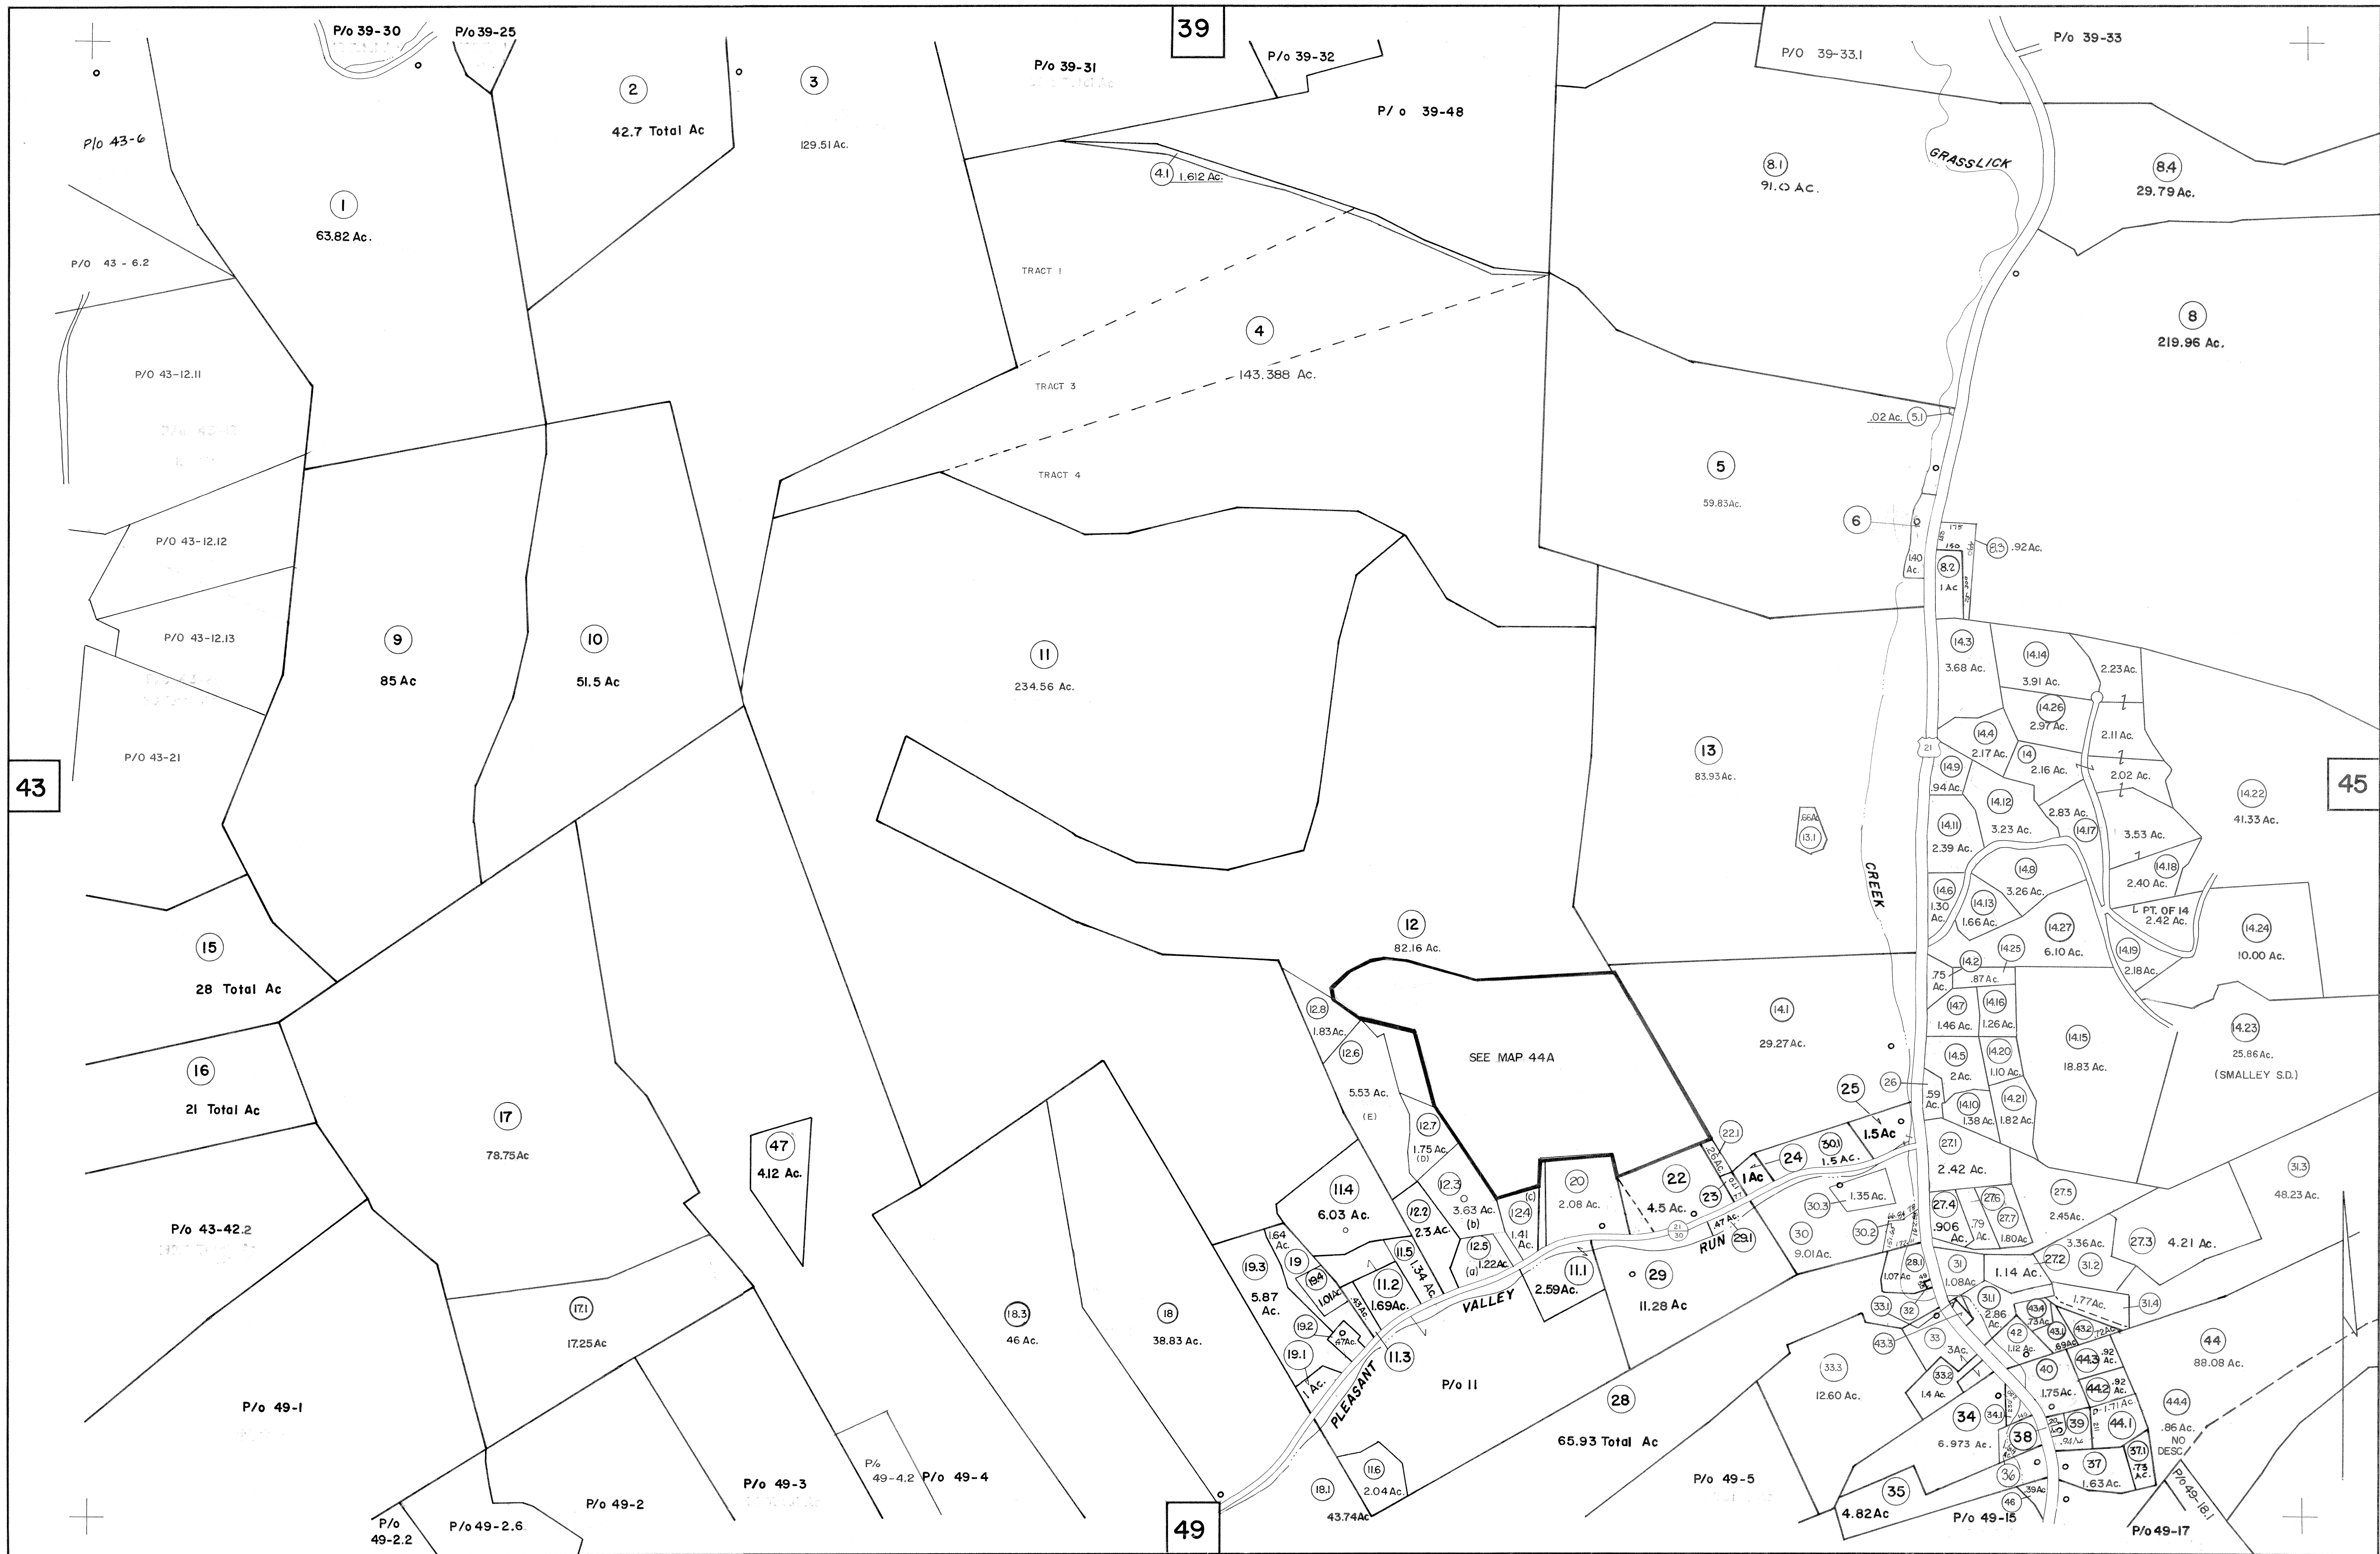 39
P/o 39-30
P/o 39-25
2
42.7 Total Ac
3
129.51 Ac.
P/o 39-31
P/o 39-32
P/o 39-48
P/O 39-33.1
P/o 39-33
P/o 43-6
1
63.82 Ac.
4.1
1.612 Ac.
8.1
91.0 AC.
GRASSLICK
8.4
29.79 Ac.
P/O 43 - 6.2
TRACT 1
4
143.388 Ac.
8
219.96 Ac.
P/O 43-12.11
TRACT 3
.02 Ac.
5.1
TRACT 4
5
59.83 Ac.
6
1.40
Ac.
175
150
8.2
1 AC
8.3
.92 Ac.
P/O 43-12.12
P/O 43-12.13
9
85 Ac
10
51.5 Ac
11
234.56 Ac.
14.3
3.68 Ac.
14.14
3.91 Ac.
2.23 Ac.
14.26
2.97 Ac.
2.11 Ac.
14.4
2.17 Ac.
14
2.16 Ac.
2.02 Ac.
21
P/O 43-21
13
83.93 Ac.
14.9
.94 Ac.
43
45
14.22
41.33 Ac.
.66 Ac
13.1
14.12
3.23 Ac.
2.83 Ac.
14.17
3.53 Ac.
14.11
2.39 Ac.
CREEK
14.8
3.26 Ac.
14.18
2.40 Ac.
14.6
1.30
Ac.
14.13
1.66 Ac.
PT. OF 14
2.42 Ac.
12
82.16 Ac.
14.27
6.10 Ac.
14.24
10.00 Ac.
14.25
.87 Ac.
14.19
2.18 Ac.
14.2
.75
Ac.
15
28 Total Ac
12.8
1.83 Ac.
14.1
29.27 Ac.
14.7
1.46 Ac.
14.16
1.26 Ac.
14.15
18.83 Ac.
14.23
25.86 Ac.
(SMALLEY S.D.)
12.6
5.53 Ac.
(E)
SEE MAP 44A
16
21 Total Ac
14.5
2 Ac.
14.20
1.10 Ac.
25
1.5 Ac
26
.59
Ac.
14.10
1.38 Ac.
14.21
1.82 Ac.
17
78.75 Ac
47
4.12 Ac.
12.7
1.75 Ac.
(D)
22.1
.26 Ac.
24
1 Ac
30.1
1.5 Ac.
27.1
2.42 Ac.
31.3
48.23 Ac.
11.4
6.03 Ac.
12.3
3.63 Ac.
(b)
(c)
12.4
1.41
Ac.
20
2.08 Ac.
22
4.5 Ac.
23
30.3
1.35 Ac.
27.4
.906
Ac.
27.6
.79
Ac.
27.7
1.80 Ac.
27.5
2.45 Ac.
P/o 43-42.2
12.2
2.3 Ac.
21
30
.47 Ac.
29.1
RUN
30
9.01 Ac.
30.2
3.36 Ac.
27.3
4.21 Ac.
19.3
5.87
Ac.
1.64
Ac.
19
19.4
1.01 Ac
11.5
1.34 Ac.
12.5
(a)
1.22 Ac.
11.1
2.59 Ac.
29
11.28 Ac
28.1
1.07 Ac
31
1.08 Ac
27.2
1.14 Ac.
31.2
17.1
17.25 Ac
18.3
46 Ac.
18
38.83 Ac.
11.2
1.69 Ac.
.43 Ac.
VALLEY
33.1
32
31.1
2.86
Ac.
1.77 Ac.
31.4
19.2
.47 Ac.
43.4
.73 Ac
43.1
.69 Ac
43.2
.72 Ac
42
1.12 Ac.
44
88.08 Ac.
19.1
1 Ac.
11.3
PLEASANT
P/o 11
33.3
12.60 Ac.
43.3
33
3 Ac.
33.2
1.4 Ac.
40
1.75 Ac.
44.3
.92
Ac.
44.2
.92
Ac.
28
65.93 Total Ac
P/o 49-1
34
6.973 Ac.
34.1
38
39
1.71 Ac.
44.1
44.4
.86 Ac.
NO
DESC.
P/o
49-4.2
P/o 49-4
P/o 49-3
P/o 49-2
P/o 49-2.6
P/o
49-2.2
18.1
43.74 Ac
11.6
2.04 Ac.
49
P/o 49-5
35
4.82 Ac
36
37
1.63 Ac.
37.1
.73
AC.
.39 Ac
46
P/o 49-15
P/o 49-17
P/o 49-18.1